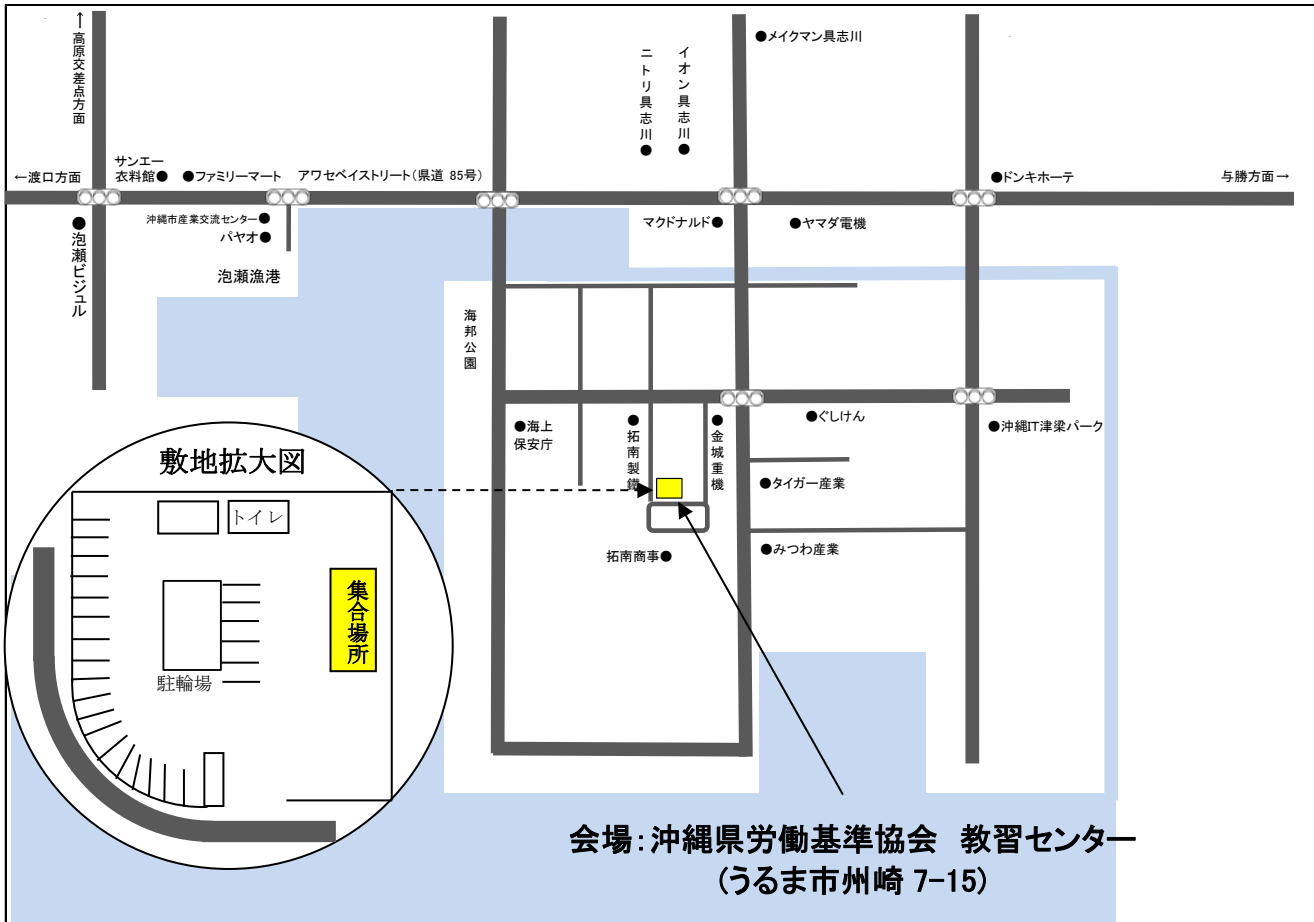 ↑高原交差点方面
●メイクマン具志川
ニトリ具志川●
イオン具志川●
←渡口方面
サンエー
衣料館●
●ファミリーマート
アワセベイストリート(県道 85号)
●ドンキホーテ
与勝方面→
●泡瀬ビジュル
沖縄市産業交流センター●
パヤオ●
泡瀬漁港
マクドナルド●
●ヤマダ電機
海邦公園
●海上
保安庁
●拓南製鐵
●金城重機
●ぐしけん
●沖縄IT津梁パーク
●タイガー産業
拓南商事●
●みつわ産業
敷地拡大図
トイレ
集合場所
駐輪場
会場:沖縄県労働基準協会 教習センター
(うるま市州崎 7-15)